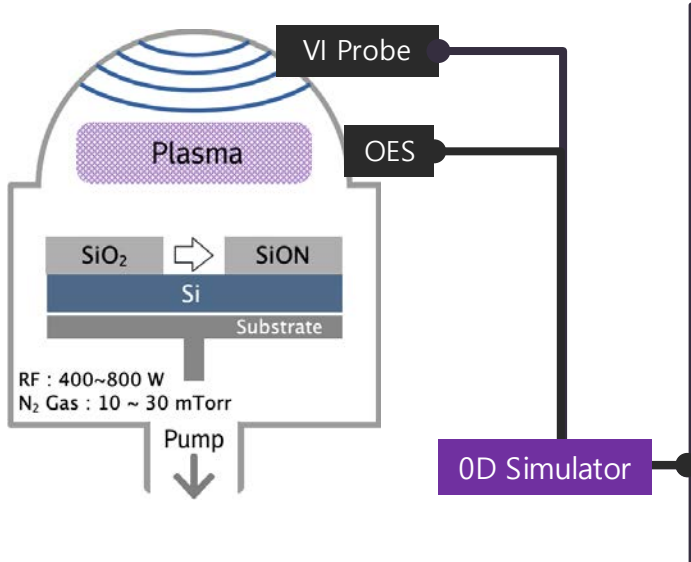 VI Probe
OES
Plasma
SiO₂
SiON
Si
Substrate
RF : 400~800 W
N₂ Gas : 10 ~ 30 mTorr
Pump
0D Simulator